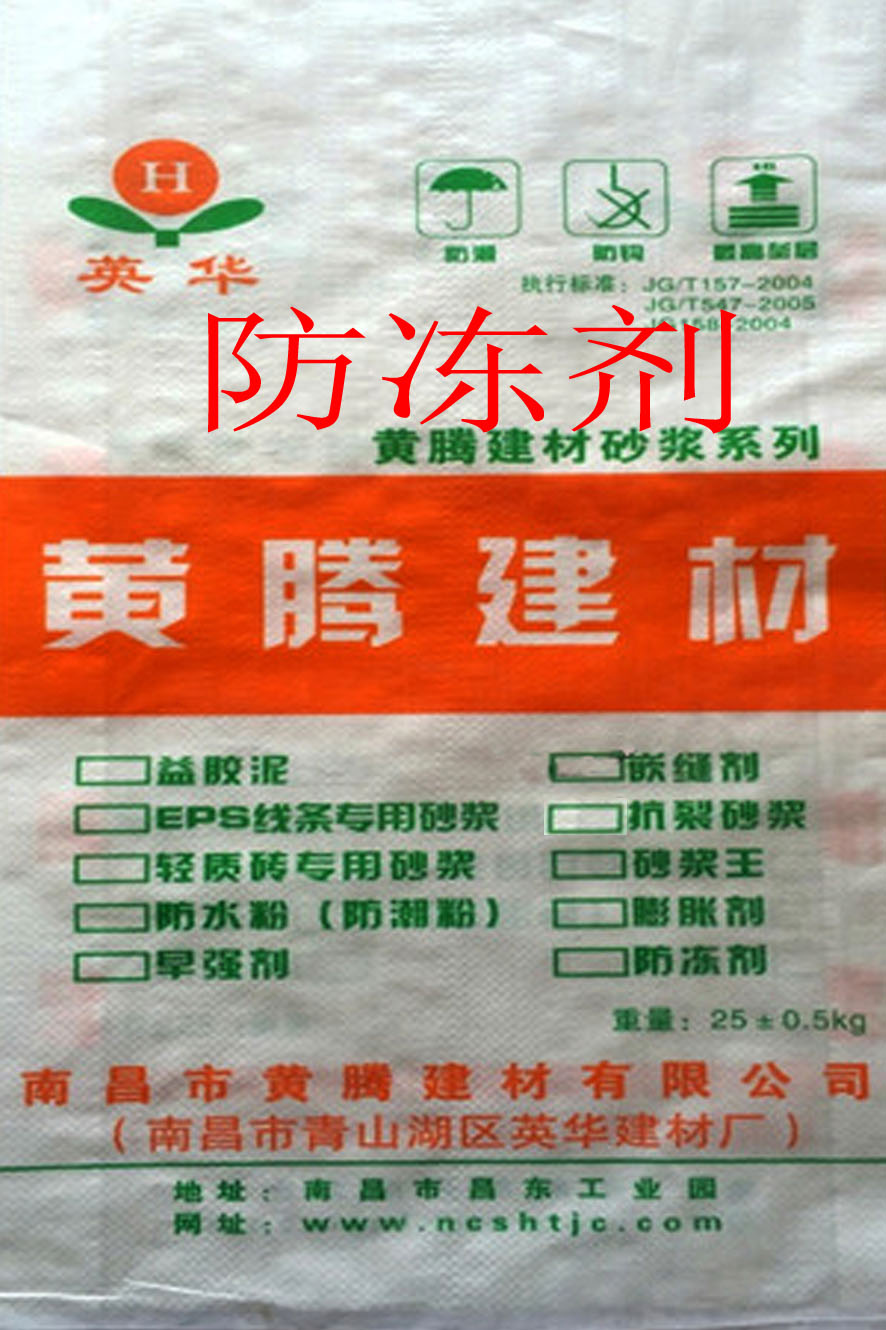 H
英华
防潮 防钩 最高垒层
执行标准：JG/T157-2004
JG/T547-2005
2004
防冻剂
黄腾建材砂浆系列
黄腾建材
益胶泥 嵌缝剂
EPS线条专用砂浆 抗裂砂浆
轻质砖专用砂浆 砂浆王
防水粉（防潮粉） 膨胀剂
早强剂 防冻剂
重量：25±0.5kg
南昌市黄腾建材有限公司
（南昌市青山湖区英华建材厂）
地址：南昌市昌东工业园
网址：www.ncshtjc.com